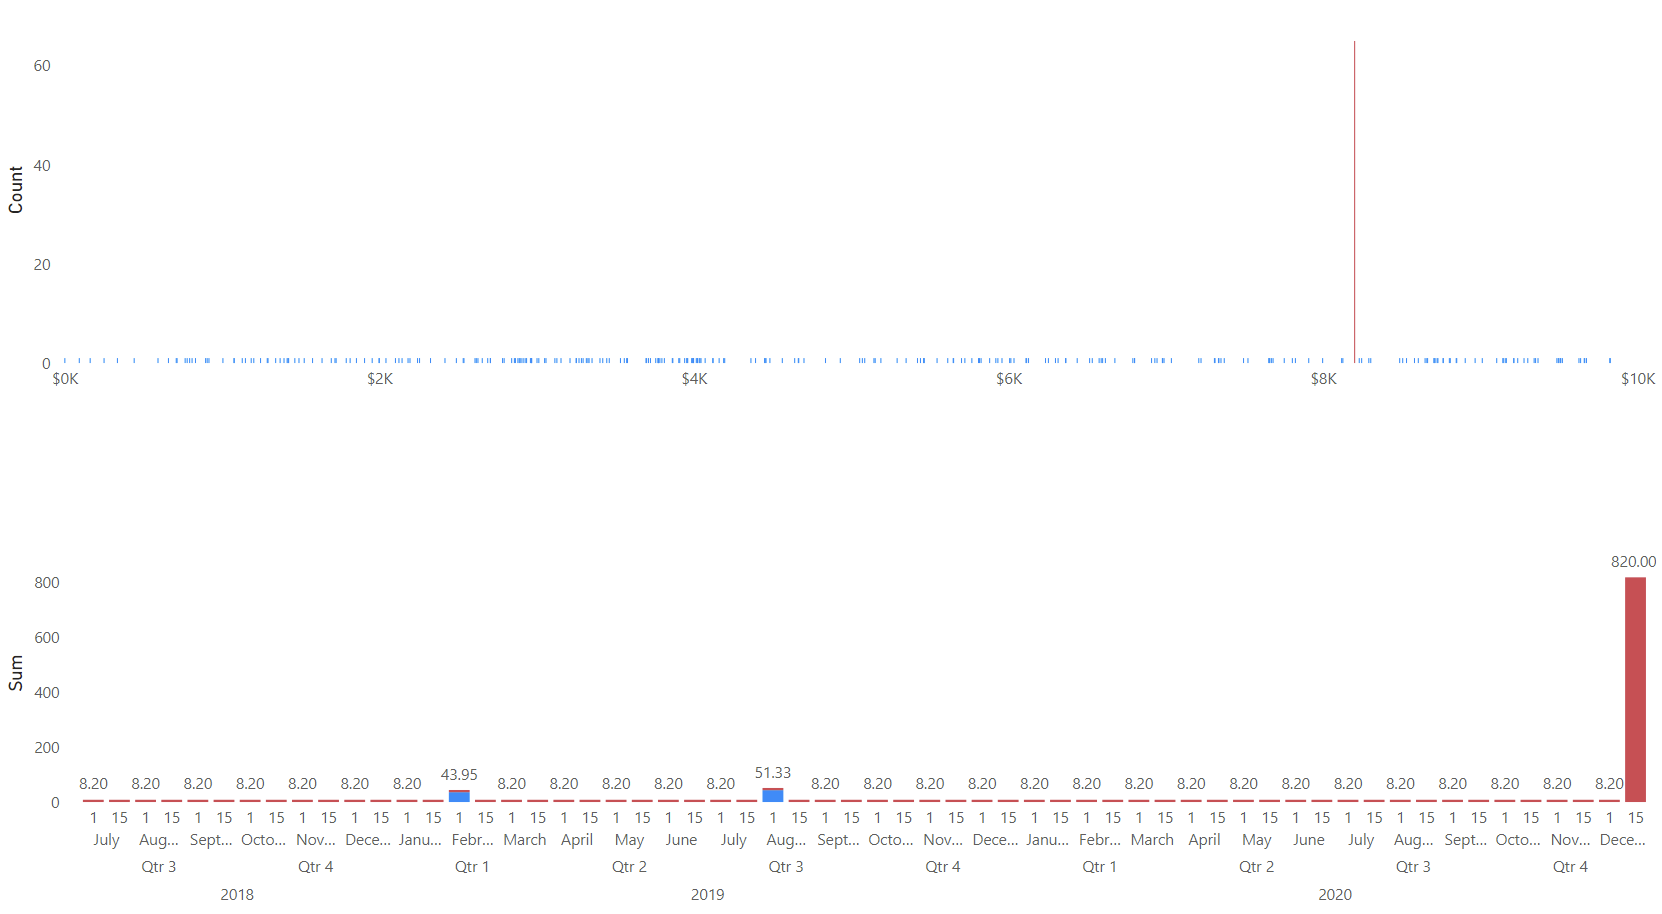 60
40
20
0
Count
$0K $2K $4K $6K $8K $10K
820.00
800
600
400
200
0
Sum
8.20 8.20 8.20 8.20 8.20 8.20 8.20 43.95 8.20 8.20 8.20 8.20 8.20 51.33 8.20 8.20 8.20 8.20 8.20 8.20 8.20 8.20 8.20 8.20 8.20 8.20 8.20 8.20 8.20 8.20
1 15 1 15 1 15 1 15 1 15 1 15 1 15 1 15 1 15 1 15 1 15 1 15 1 15 1 15 1 15 1 15 1 15 1 15 1 15 1 15 1 15 1 15 1 15 1 15 1 15 1 15 1 15 1 15 1 15 1 15
July Aug... Sept... Octo... Nov... Dece... Janu... Febr... March April May June July Aug... Sept... Octo... Nov... Dece... Janu... Febr... March April May June July Aug... Sept... Octo... Nov... Dece...
Qtr 3 Qtr 4 Qtr 1 Qtr 2 Qtr 3 Qtr 4 Qtr 1 Qtr 2 Qtr 3 Qtr 4
2018 2019 2020